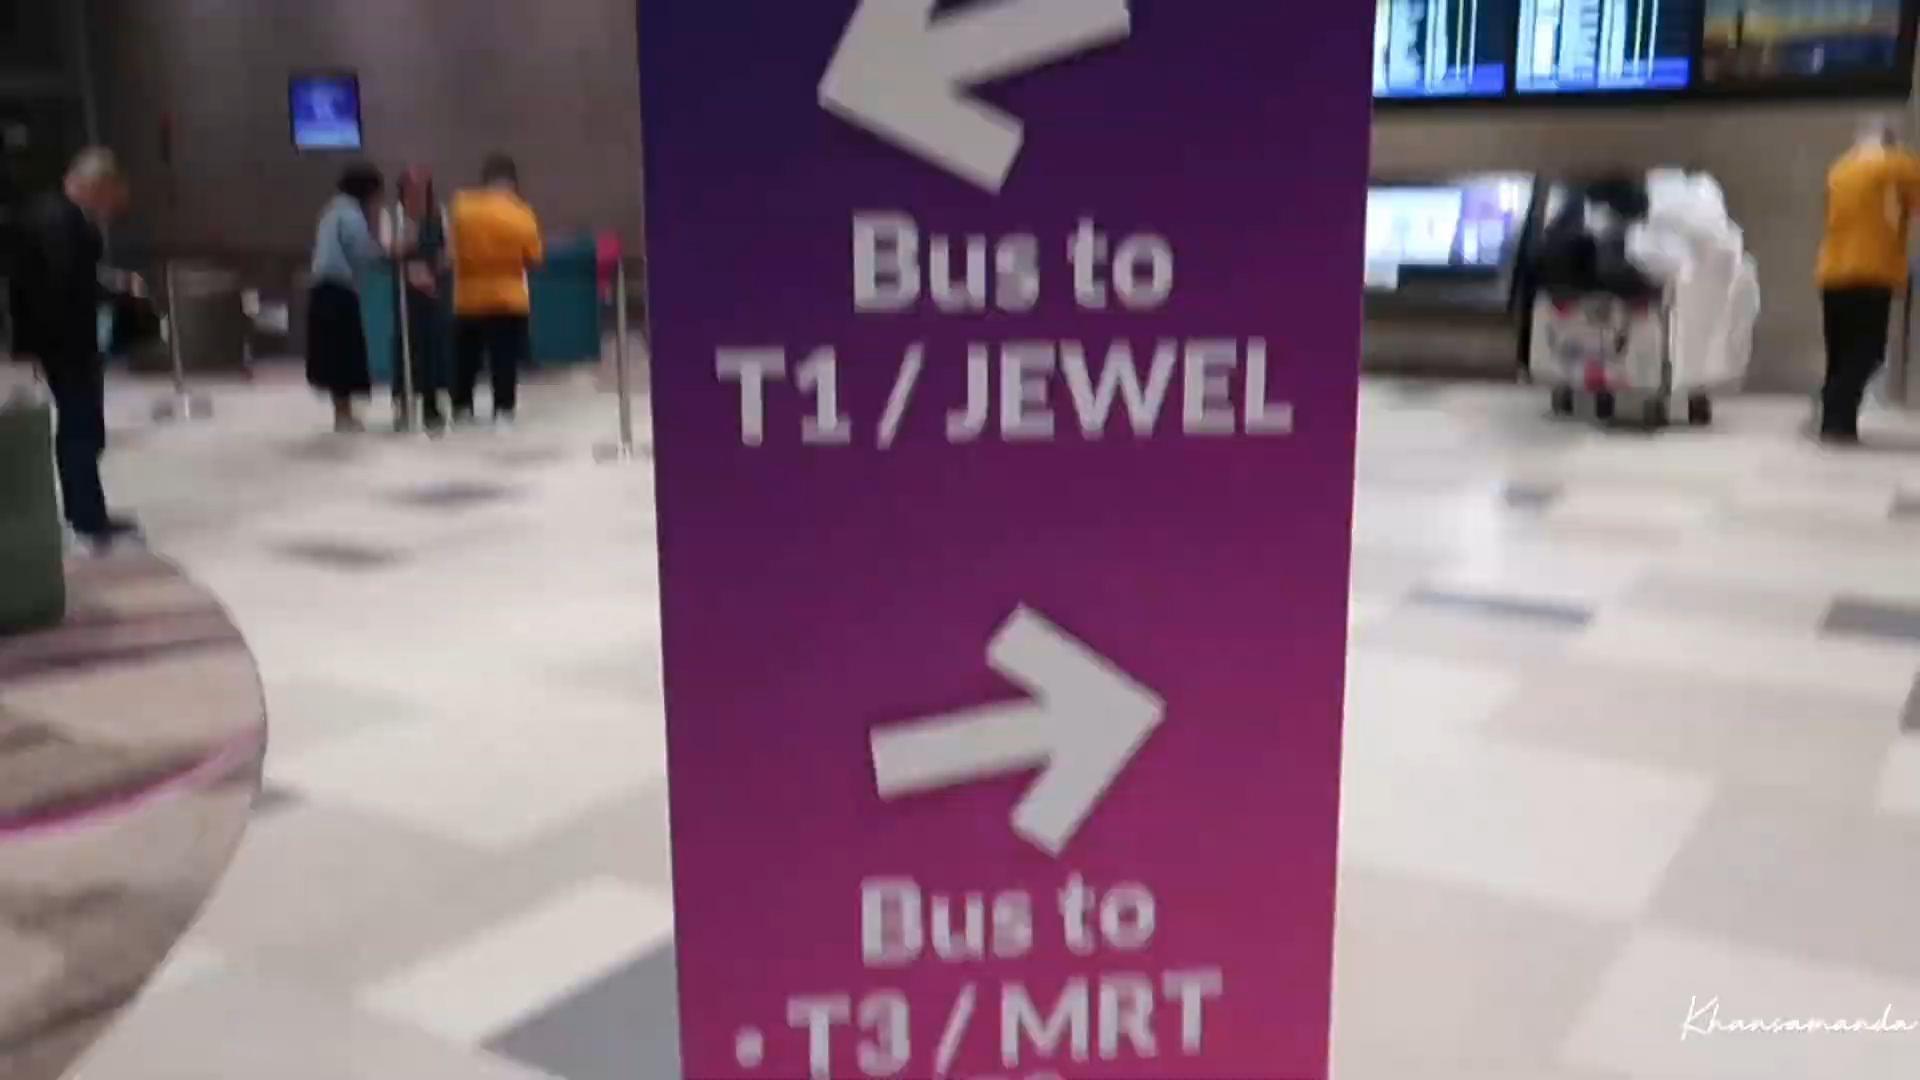 Bus to
T1 / JEWEL
Bus to
• T3 / MRT
Khansamanda